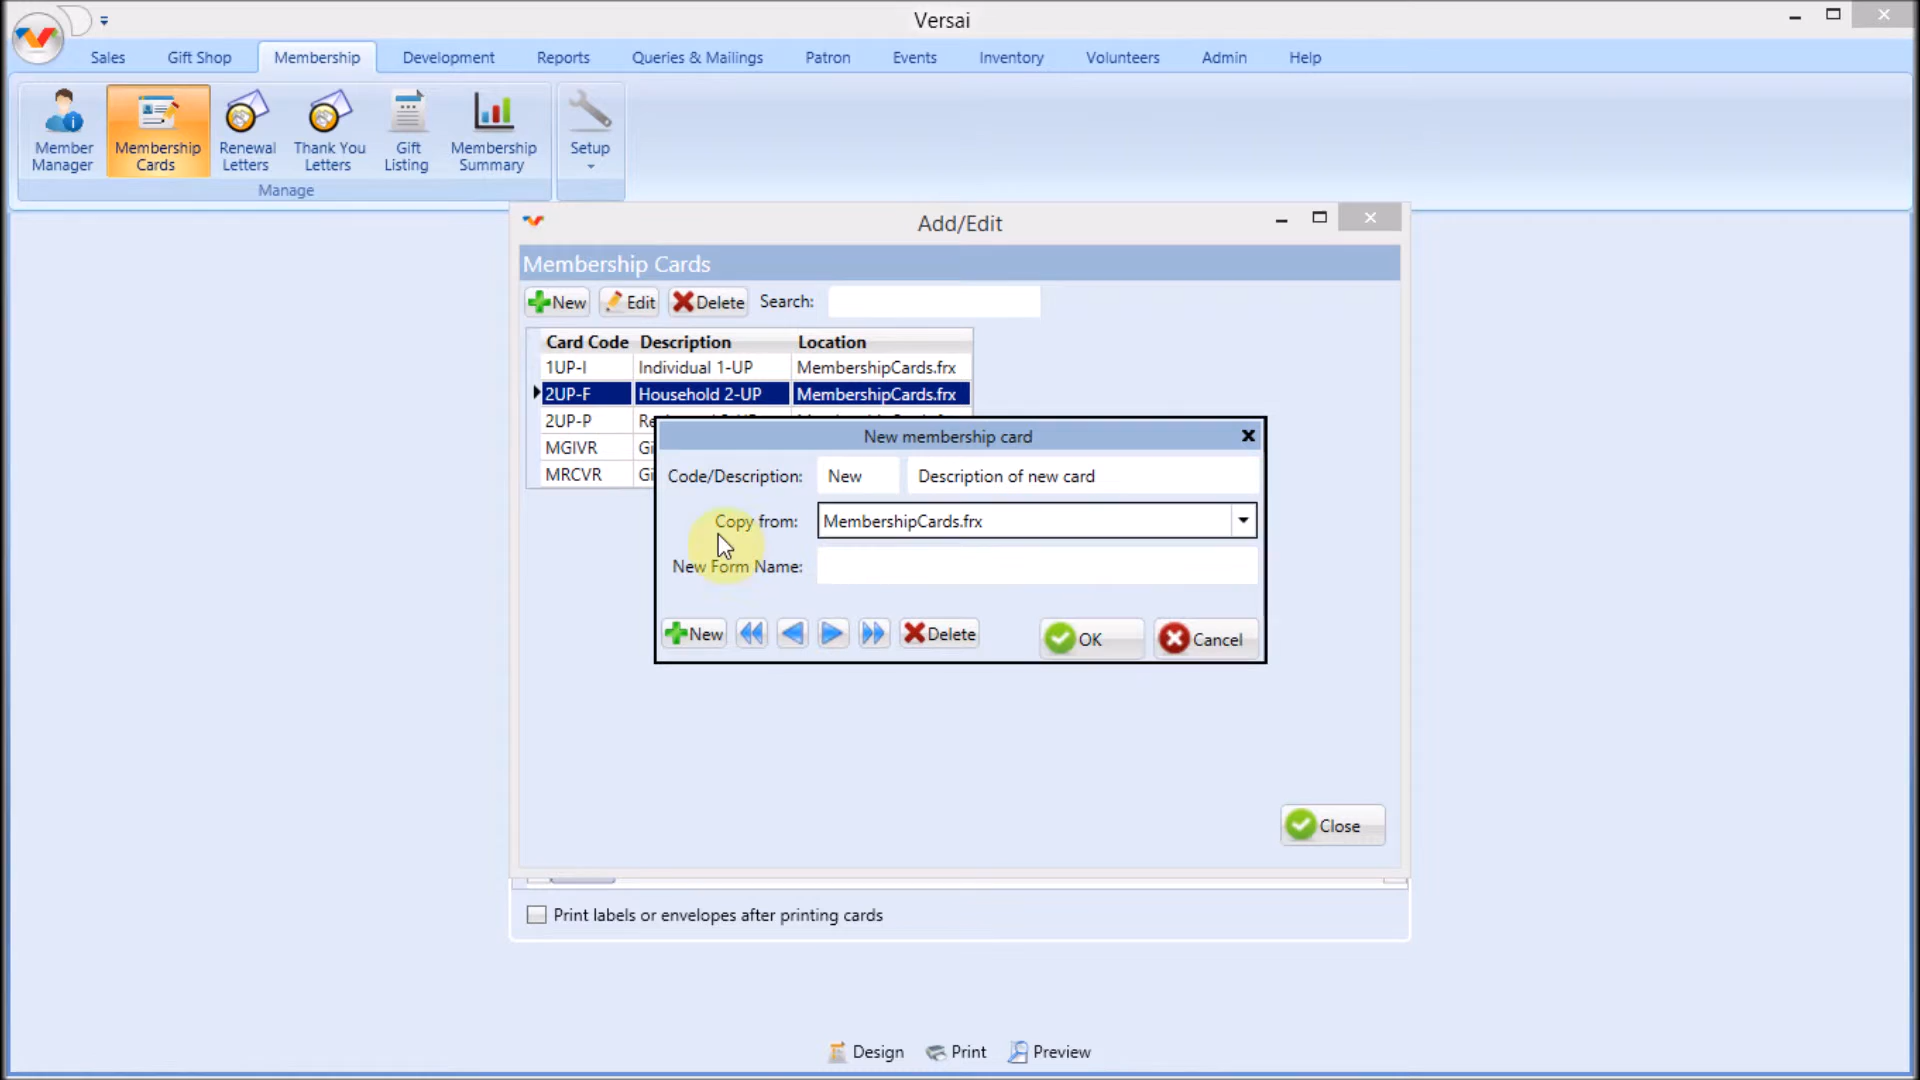 Versai
Sales Gift Shop Membership Development Reports Queries & Mailings Patron Events Inventory Volunteers Admin Help
Member Manager
Membership Cards
Renewal Letters
Thank You Letters
Gift Listing
Membership Summary
Setup
Manage
Add/Edit
Membership Cards
New Edit Delete Search:
Card Code Description Location
1UP-I Individual 1-UP MembershipCards.frx
2UP-F Household 2-UP MembershipCards.frx
2UP-P
MGIVR
MRCVR
New membership card
Code/Description: New Description of new card
Copy from: MembershipCards.frx
New Form Name:
New Delete OK Cancel
Close
Print labels or envelopes after printing cards
Design Print Preview